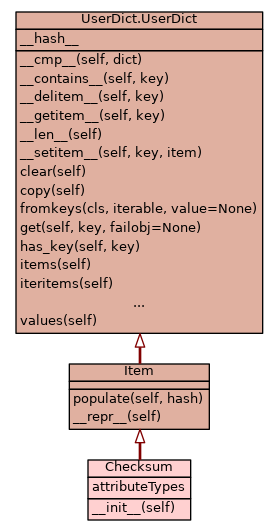 UserDict.UserDict
__hash__
__cmp__(self, dict)
__contains__(self, key)
__delitem__(self, key)
__getitem__(self, key)
__len__(self)
__setitem__(self, key, item)
clear(self)
copy(self)
fromkeys(cls, iterable, value=None)
get(self, key, failobj=None)
has_key(self, key)
items(self)
iteritems(self)
...
values(self)
Item
populate(self, hash)
__repr__(self)
Checksum
attributeTypes
__init__(self)